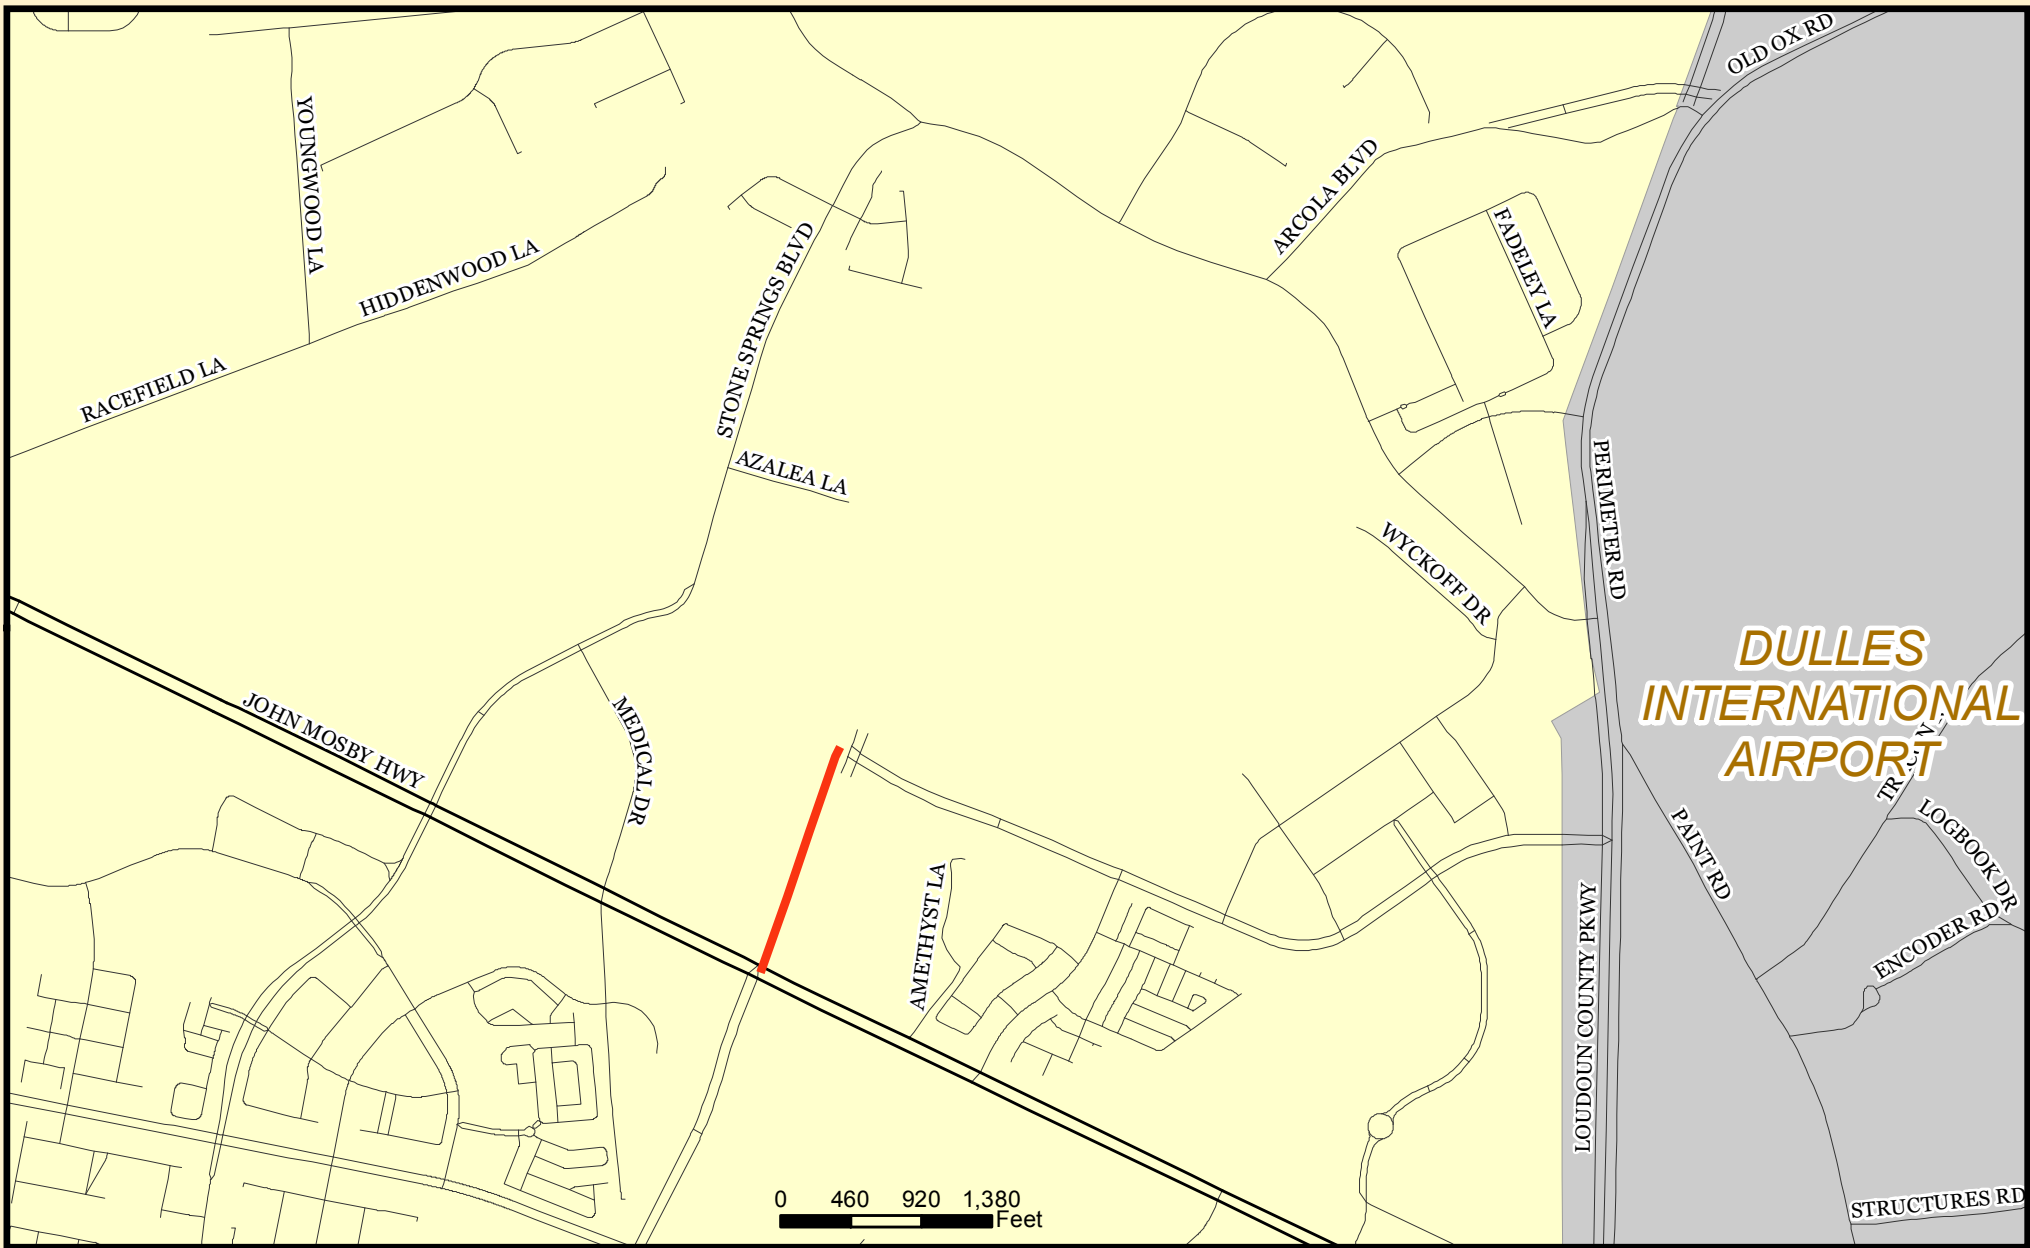 OLD OX RD
YOUNGWOOD LA
ARCOLA BLVD
FADELEY LA
HIDDENWOOD LA
STONE SPRINGS BLVD
RACEFIELD LA
AZALEA LA
PERIMETER RD
WYCKOFF DR
DULLES
INTERNATIONAL
AIRPORT
JOHN MOSBY HWY
MEDICAL DR
PAINT RD
LOGBOOK DR
AMETHYST LA
LOUDOUN COUNTY PKWY
ENCODER RD
STRUCTURES RD
0 460 920 1,380
Feet